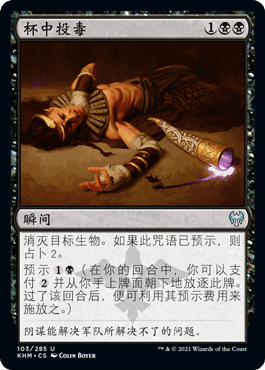 杯中投毒 1
瞬间
消灭目标生物。如果此咒语已预示，则
占卜2。
预示 1 （在你的回合中，你可以支
付 2 并且从你手上牌面朝下地放逐此牌。
过了该回合后，便可利用其预示费用来
施放之。）
阴谋能解决军队所解决不了的问题。
103/285 U
KHM • CS Colin Boyer
™ & © 2021 Wizards of the Coast